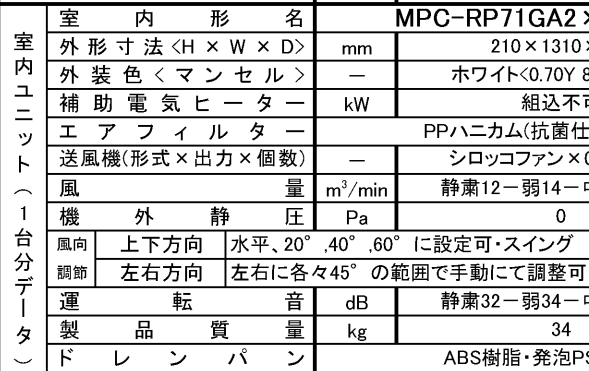 室内ユニット(1台分データ)
室内形名 MPC-RP71GA2×
外形寸法<H×W×D> mm 210×1310×
外装色<マンセル> — ホワイト<0.70Y 8
補助電気ヒーター kW 組込不可
エアフィルター PPハニカム(抗菌仕
送風機(形式×出力×個数) — シロッコファン×0
風量 m³/min 静粛12−弱14−中
機外静圧 Pa 0
風向調節 上下方向 水平、20°,40°,60°に設定可・スイング
左右方向 左右に各々45°の範囲で手動にて調整可
運転音 dB 静粛32−弱34−中
製品質量 kg 34
ドレンパン ABS樹脂・発泡PS